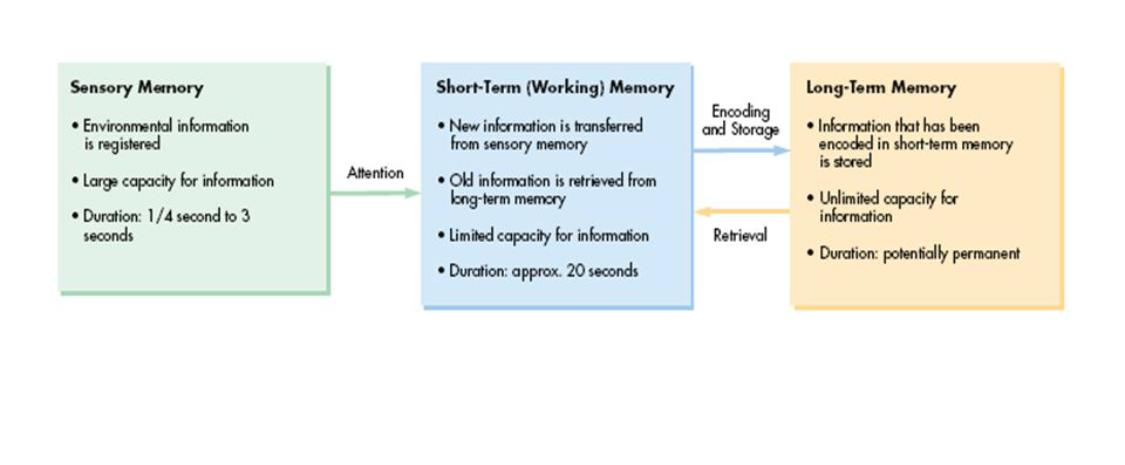 Sensory Memory
• Environmental information
is registered
• Large capacity for information
• Duration: 1/4 second to 3
seconds
Attention
Short-Term (Working) Memory
• New information is transferred
from sensory memory
• Old information is retrieved from
long-term memory
• Limited capacity for information
• Duration: approx. 20 seconds
Encoding
and Storage
Retrieval
Long-Term Memory
• Information that has been
encoded in short-term memory
is stored
• Unlimited capacity for
information
• Duration: potentially permanent